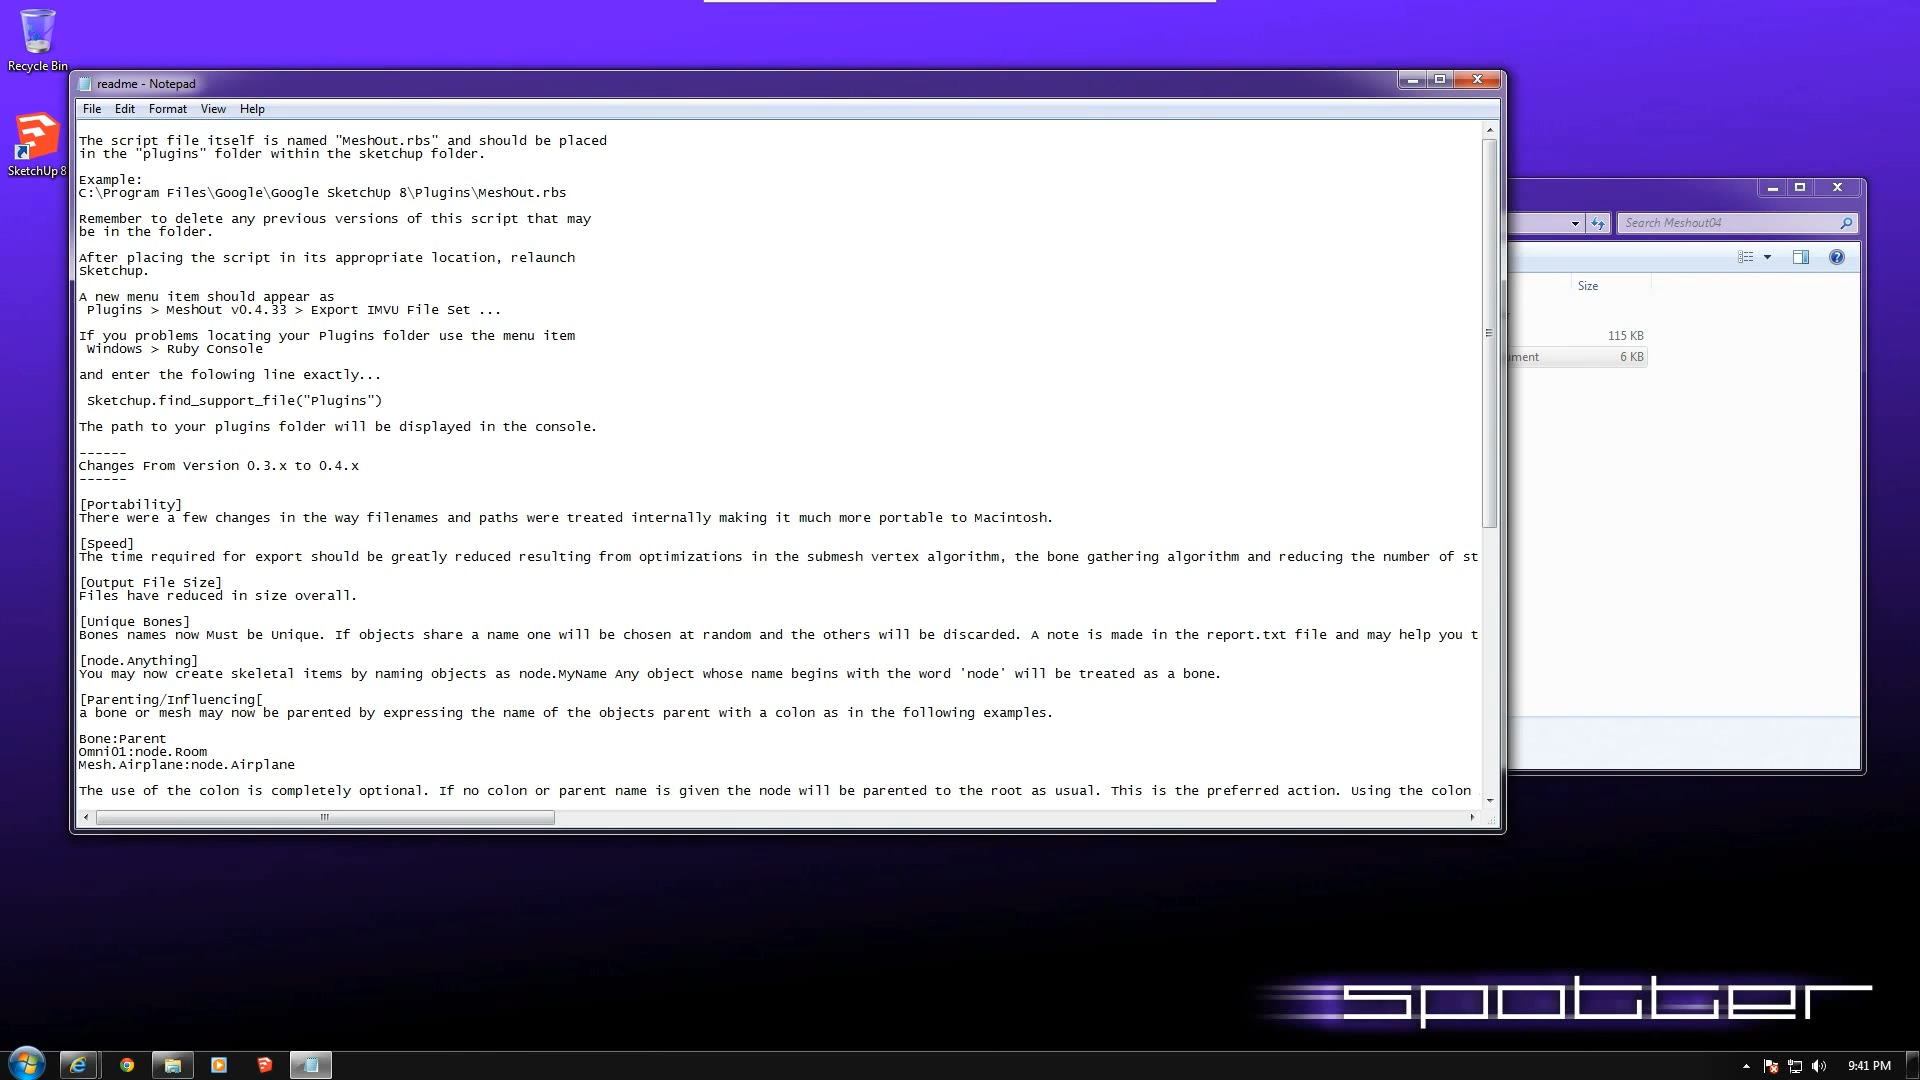 Recycle Bin
SketchUp 8
readme - Notepad
File Edit Format View Help
The script file itself is named "MeshOut.rbs" and should be placed
in the "plugins" folder within the sketchup folder.
Example:
C:\Program Files\Google\Google SketchUp 8\Plugins\MeshOut.rbs
Remember to delete any previous versions of this script that may
be in the folder.
After placing the script in its appropriate location, relaunch
Sketchup.
A new menu item should appear as
Plugins > MeshOut v0.4.33 > Export IMVU File Set ...
If you problems locating your Plugins folder use the menu item
Windows > Ruby Console
and enter the folowing line exactly...
Sketchup.find_support_file("Plugins")
The path to your plugins folder will be displayed in the console.
------
Changes From Version 0.3.x to 0.4.x
------
[Portability]
There were a few changes in the way filenames and paths were treated internally making it much more portable to Macintosh.
[Speed]
The time required for export should be greatly reduced resulting from optimizations in the submesh vertex algorithm, the bone gathering algorithm and reducing the number of st
[Output File Size]
Files have reduced in size overall.
[Unique Bones]
Bones names now Must be Unique. If objects share a name one will be chosen at random and the others will be discarded. A note is made in the report.txt file and may help you t
[node.Anything]
You may now create skeletal items by naming objects as node.MyName Any object whose name begins with the word 'node' will be treated as a bone.
[Parenting/Influencing[
a bone or mesh may now be parented by expressing the name of the objects parent with a colon as in the following examples.
Bone:Parent
Omni01:node.Room
Mesh.Airplane:node.Airplane
The use of the colon is completely optional. If no colon or parent name is given the node will be parented to the root as usual. This is the preferred action. Using the colon
Search Meshout04
Size
115 KB
ument 6 KB
spotter
9:41 PM